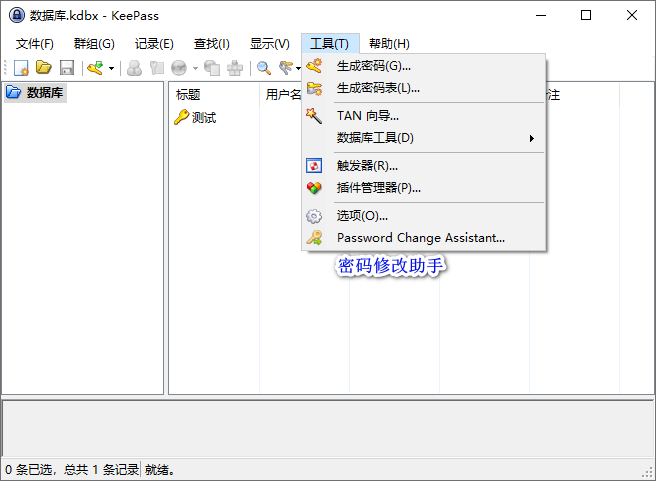 数据库.kdbx - KeePass
文件(F) 群组(G) 记录(E) 查找(I) 显示(V) 工具(T) 帮助(H)
数据库
标题 用户名 注
测试
生成密码(G)...
生成密码表(L)...
TAN 向导...
数据库工具(D)
触发器(R)...
插件管理器(P)...
选项(O)...
Password Change Assistant...
密码修改助手
0 条已选，总共 1 条记录 就绪。